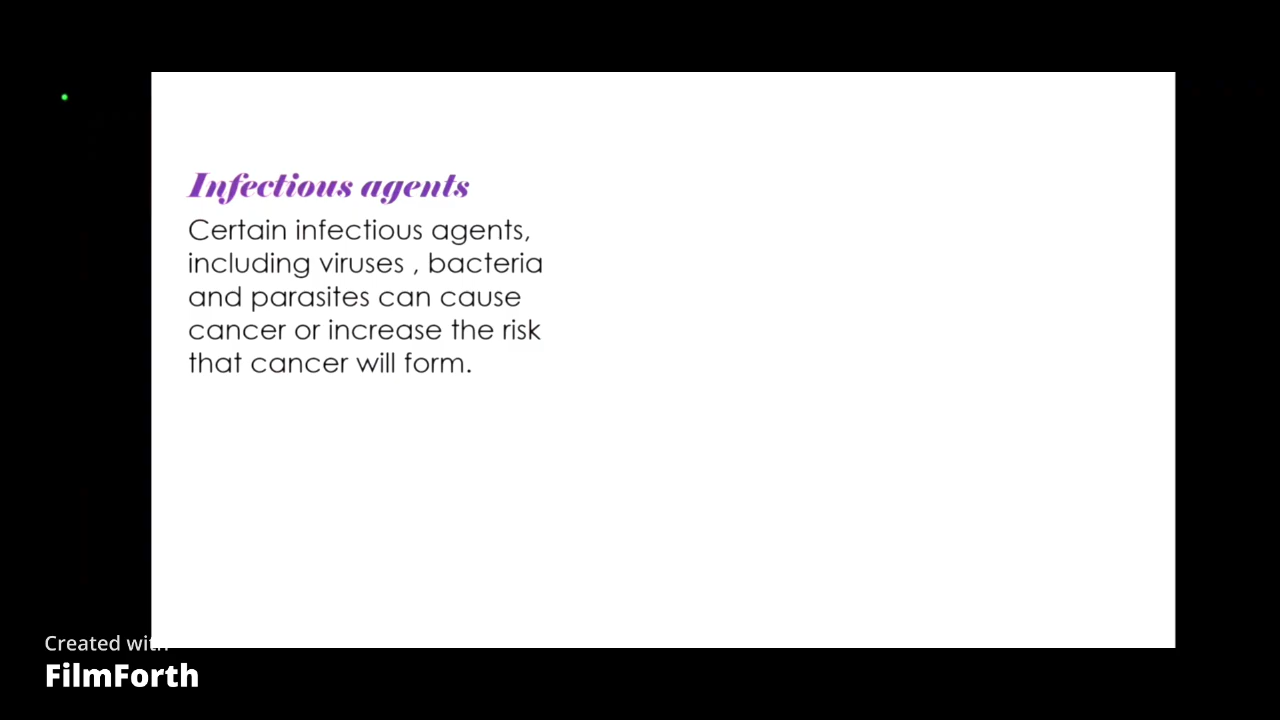 Infectious agents
Certain infectious agents,
including viruses , bacteria
and parasites can cause
cancer or increase the risk
that cancer will form.
Created with
FilmForth